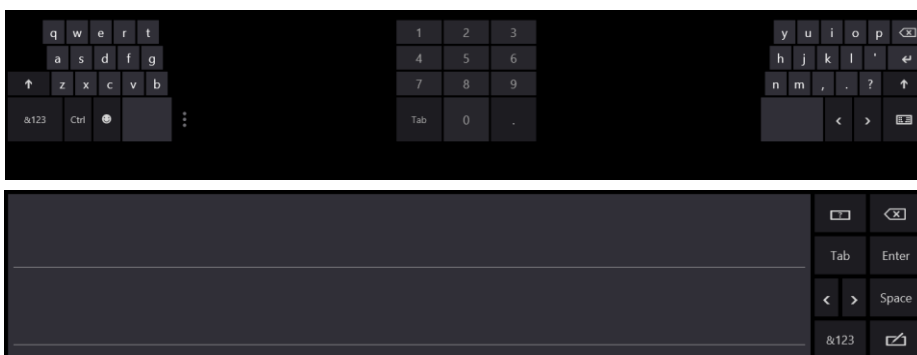 q w e r t 1 2 3 y u i o p
a s d f g 4 5 6 h j k l '
z x c v b 7 8 9 n m , . ?
&123 Ctrl Tab 0 . < >
Tab Enter
< > Space
&123